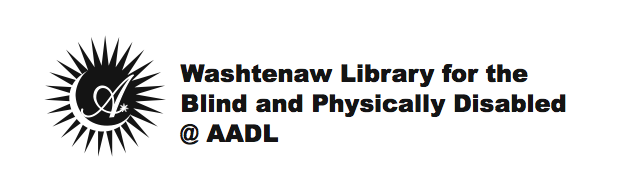 A
Washtenaw Library for the
Blind and Physically Disabled
@ AADL